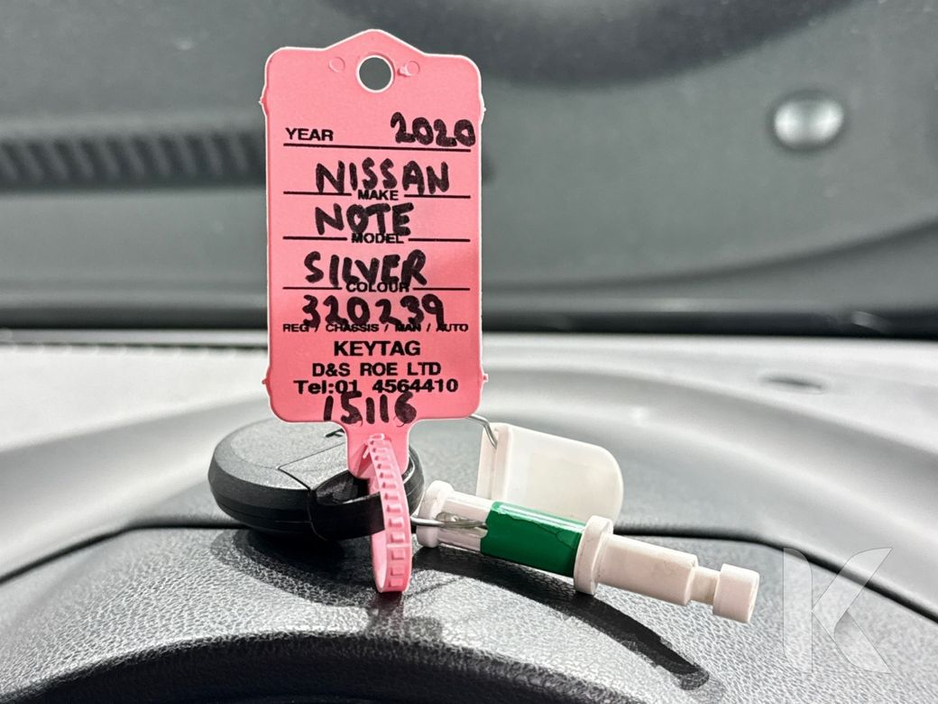 YEAR 2020
NISSAN
MAKE
NOTE
MODEL
SILVER
COLOUR
320239
REG / CHASSIS / MAN / AUTO
KEYTAG
D&S ROE LTD
Tel:01 4564410
15116
K